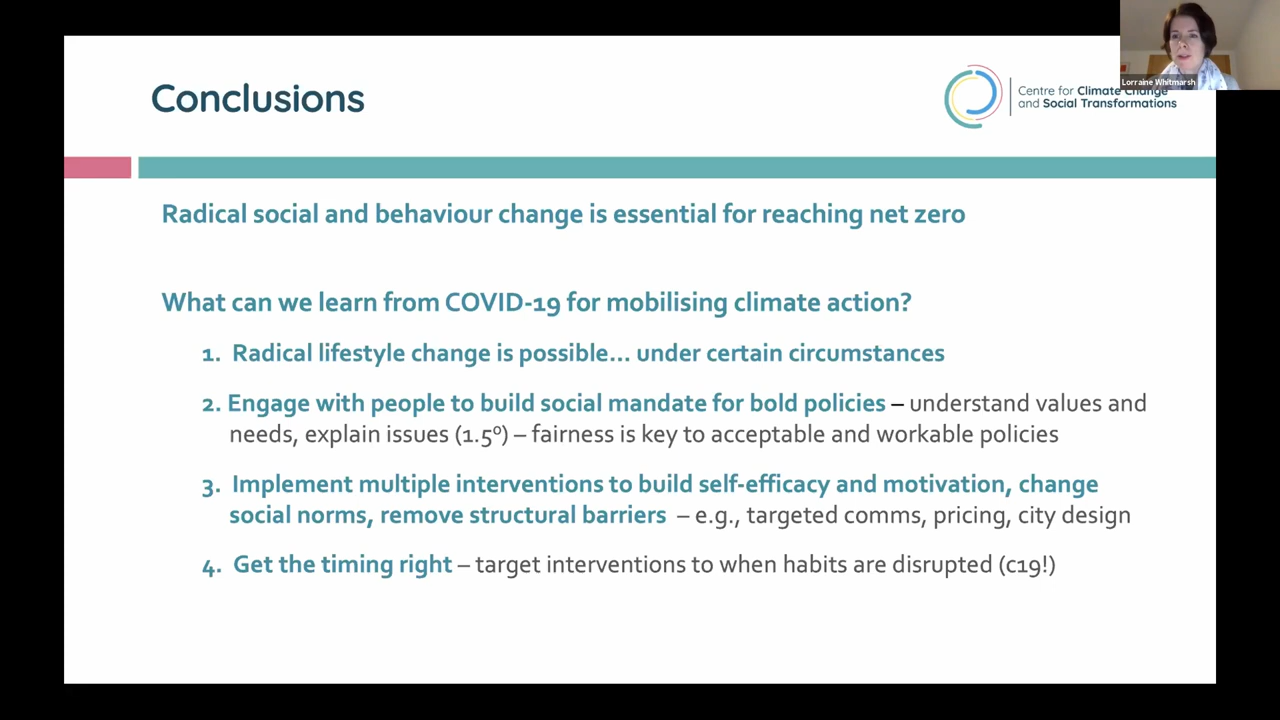 Lorraine Whitmarsh
Conclusions
Centre for Climate Change
and Social Transformations
Radical social and behaviour change is essential for reaching net zero
What can we learn from COVID-19 for mobilising climate action?
1. Radical lifestyle change is possible... under certain circumstances
2. Engage with people to build social mandate for bold policies – understand values and
needs, explain issues (1.5º) – fairness is key to acceptable and workable policies
3. Implement multiple interventions to build self-efficacy and motivation, change
social norms, remove structural barriers – e.g., targeted comms, pricing, city design
4. Get the timing right – target interventions to when habits are disrupted (c19!)